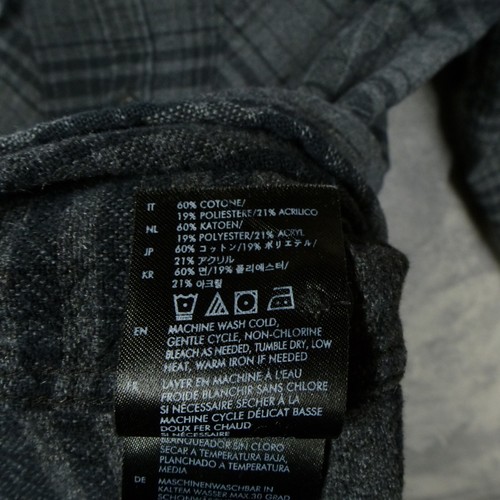 IT 60% COTONE/
19% POLIESTERE/21% ACRILICO
NL 60% KATOEN/
19% POLYESTER/21% ACRYL
JP 60% コットン/19% ポリエステル/
21% アクリル
KR 60% 면/19% 폴리에스터/
21% 아크릴
EN MACHINE WASH COLD,
GENTLE CYCLE, NON-CHLORINE
BLEACH AS NEEDED, TUMBLE DRY, LOW
HEAT, WARM IRON IF NEEDED
FR LAVER EN MACHINE À L'EAU
FROIDE BLANCHIR SANS CHLORE
SI NÉCESSAIRE SÉCHER À LA
MACHINE CYCLE DÉLICAT BASSE
DOUX FER CHAUD
SI NÉCESSAIRE
BLANQUEADOR SIN CLORO
SECAR A TEMPERATURA BAJA
PLANCHADO A TEMPERATURA
MEDIA
DE MASCHINENWASCHBAR IN
KALTEM WASSER MAX 30 GRAD